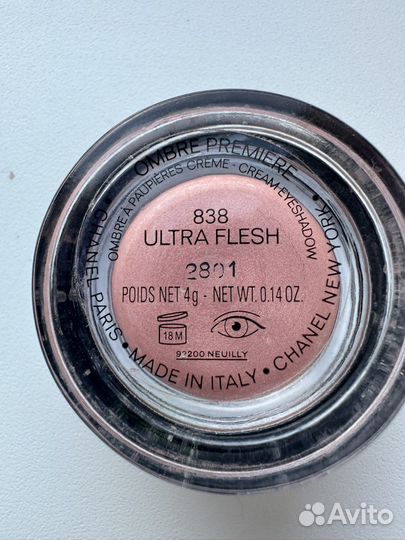 OMBRE PREMIÈRE
OMBRE À PAUPIÈRES CRÈME - CREAM EYESHADOW
838
ULTRA FLESH
2801
POIDS NET 4g - NET WT. 0.14 OZ.
18 M
92200 NEUILLY
CHANEL PARIS • MADE IN ITALY • CHANEL NEW YORK •
Avito